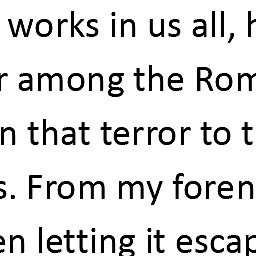 works in us all, h
r among the Rom
n that terror to t
s. From my foren
en letting it escap